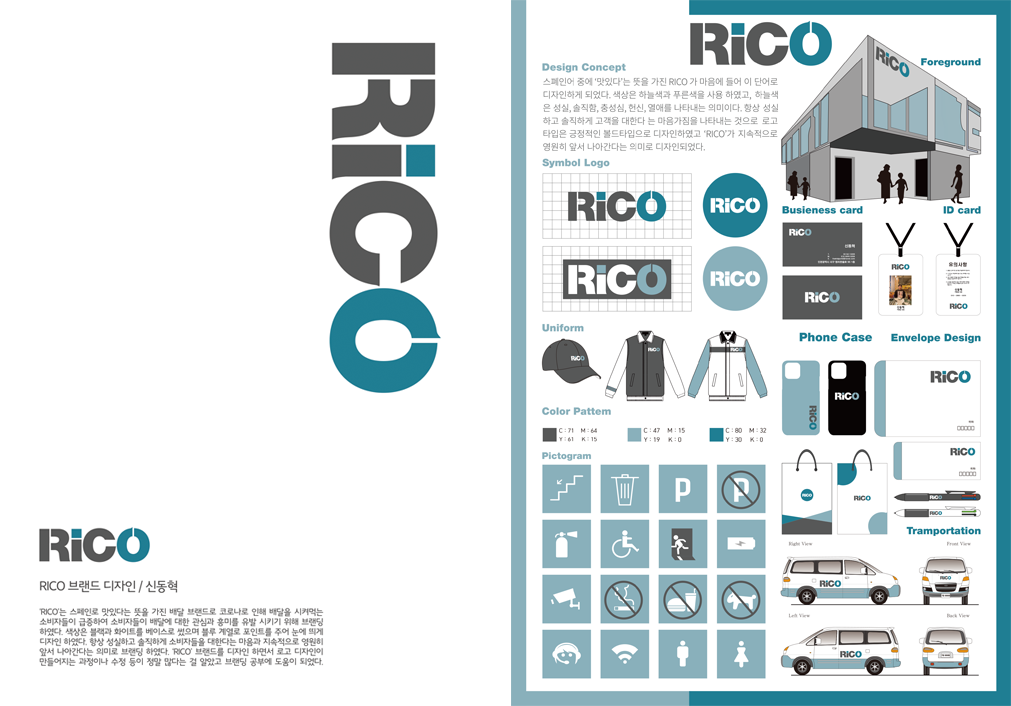 RiCO
RiCO
RICO 브랜드 디자인 / 신동혁
'RICO'는 스페인로 맛있다는 뜻을 가진 배달 브랜드로 코로나로 인해 배달을 시켜먹는
소비자들이 급증하여 소비자들이 배달에 대한 관심과 흥미를 유발 시키기 위해 브랜딩
하였다. 색상은 블랙과 화이트를 베이스로 썼으며 블루 계열로 포인트를 주어 눈에 띄게
디자인 하였다. 항상 성실하고 솔직하게 소비자들을 대한다는 마음과 지속적으로 영원히
앞서 나아간다는 의미로 브랜딩 하였다. 'RICO' 브랜드를 디자인 하면서 로고 디자인이
만들어지는 과정이나 수정 등이 정말 많다는 걸 알았고 브랜딩 공부에 도움이 되었다.
RiCO
Design Concept
스페인어 중에 '맛있다'는 뜻을 가진 RICO 가 마음에 들어 이 단어로
디자인하게 되었다. 색상은 하늘색과 푸른색을 사용 하였고, 하늘색
은 성실, 솔직함, 충성심, 헌신, 열애를 나타내는 의미이다. 항상 성실
하고 솔직하게 고객을 대한다 는 마음가짐을 나타내는 것으로 로고
타입은 긍정적인 볼드타입으로 디자인하였고 'RICO'가 지속적으로
영원히 앞서 나아간다는 의미로 디자인되었다.
Foreground
RiCO
Symbol Logo
RiCO
RiCO
RiCO
RiCO
Busieness card
ID card
RiCO
신동혁
RiCO
RiCO
유의사항
RiCO
Uniform
RiCO
RiCO
RiCO
Phone Case
Envelope Design
RiCO
RiCO
RiCO
RiCO
Color Pattem
C : 71 M : 64
Y : 61 K : 15
C : 47 M : 15
Y : 19 K : 0
C : 80 M : 32
Y : 30 K : 0
Pictogram
P
P
RiCO
RiCO
RiCO
RiCO
Tramportation
Right View
Front View
RiCO
RiCO
Left View
Back View
RiCO